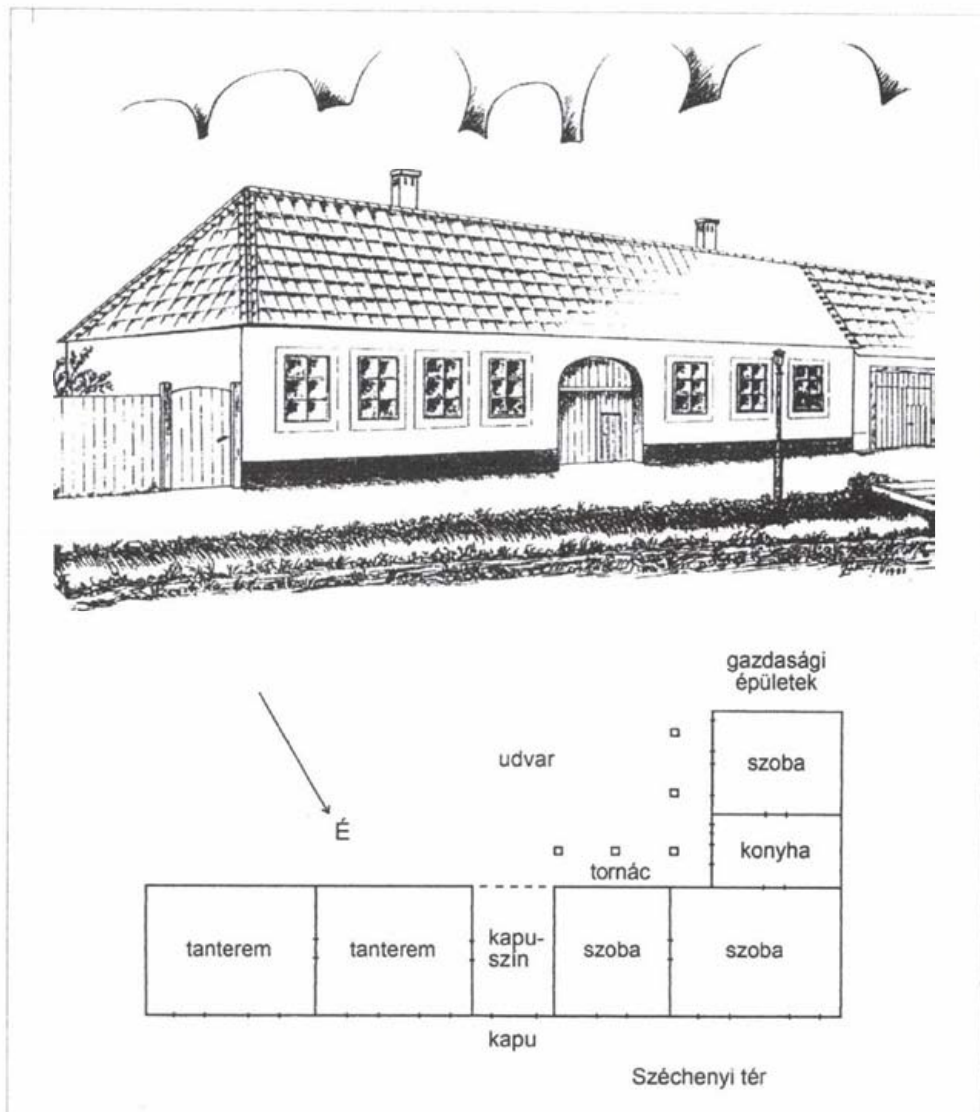 gazdasági
épületek
udvar
szoba
É
konyha
tornác
tanterem
tanterem
kapu-
szín
szoba
szoba
kapu
Széchenyi tér